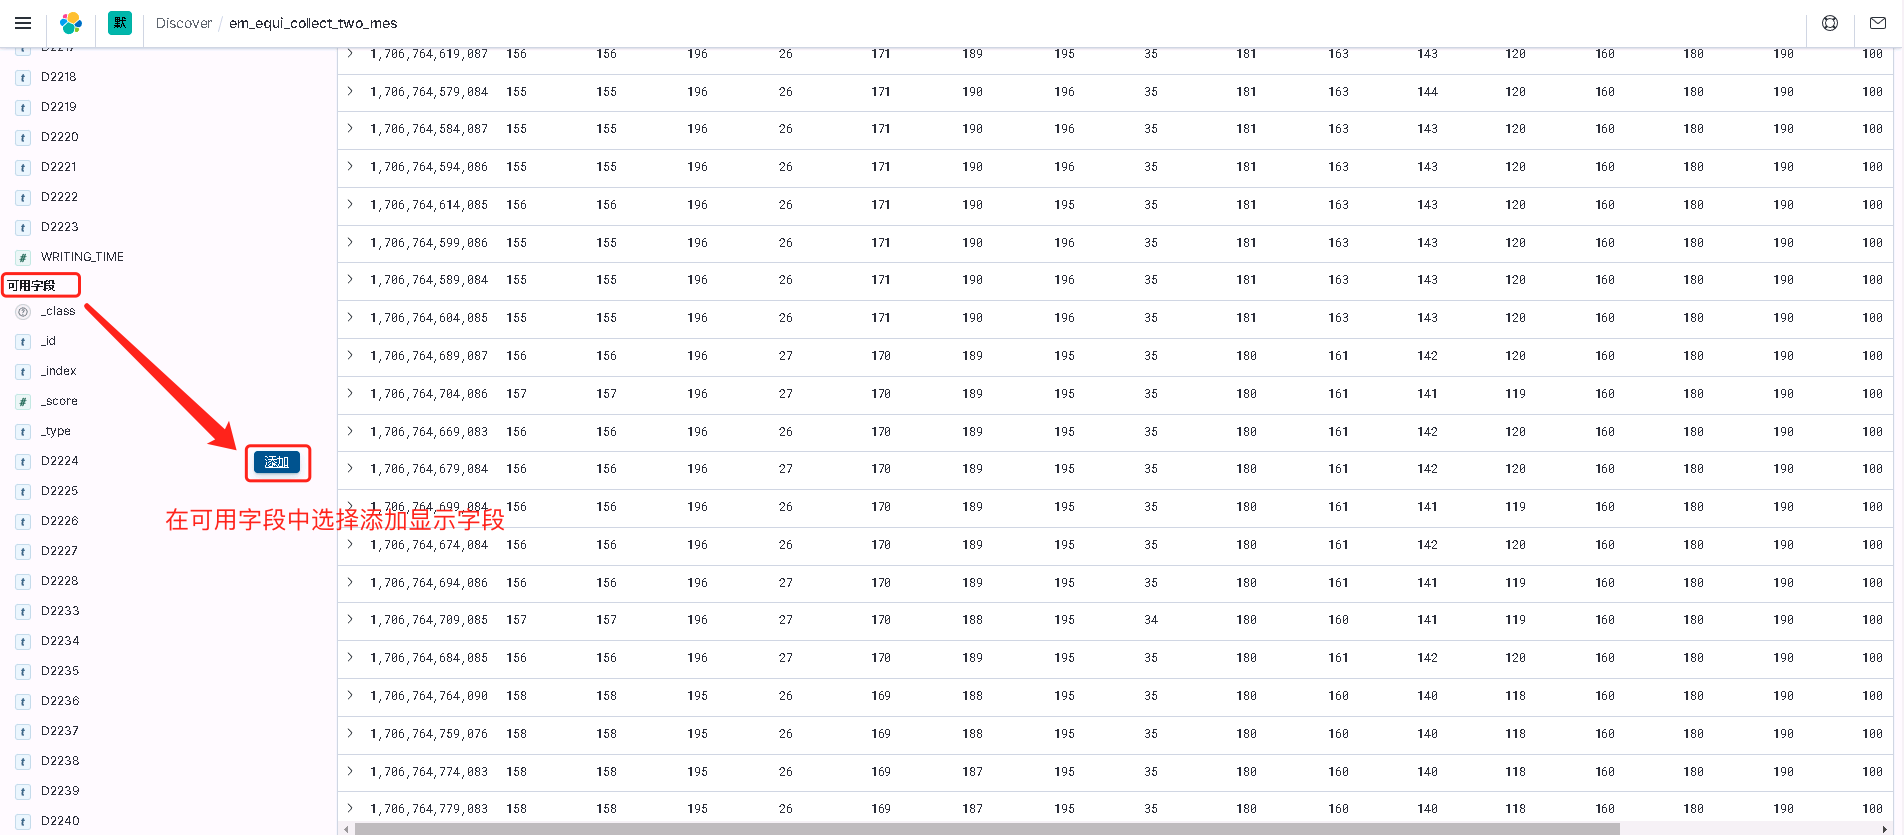 默 Discover / em_equi_collect_two_mes
D2217
D2218
D2219
D2220
D2221
D2222
D2223
WRITING_TIME
可用字段
_class
_id
_index
_score
_type
D2224
添加
D2225
在可用字段中选择添加显示字段
D2226
D2227
D2228
D2233
D2234
D2235
D2236
D2237
D2238
D2239
D2240
1,706,764,619,087 156 156 196 26 171 189 195 35 181 163 143 120 160 180 190 100
1,706,764,579,084 155 155 196 26 171 190 196 35 181 163 144 120 160 180 190 100
1,706,764,584,087 155 155 196 26 171 190 196 35 181 163 143 120 160 180 190 100
1,706,764,594,086 155 155 196 26 171 190 196 35 181 163 143 120 160 180 190 100
1,706,764,614,085 156 156 196 26 171 190 195 35 181 163 143 120 160 180 190 100
1,706,764,599,086 155 155 196 26 171 190 196 35 181 163 143 120 160 180 190 100
1,706,764,589,084 155 155 196 26 171 190 196 35 181 163 143 120 160 180 190 100
1,706,764,604,085 155 155 196 26 171 190 196 35 181 163 143 120 160 180 190 100
1,706,764,689,087 156 156 196 27 170 189 195 35 180 161 142 120 160 180 190 100
1,706,764,704,086 157 157 196 27 170 189 195 35 180 161 141 119 160 180 190 100
1,706,764,669,083 156 156 196 26 170 189 195 35 180 161 142 120 160 180 190 100
1,706,764,679,084 156 156 196 27 170 189 195 35 180 161 142 120 160 180 190 100
1,706,764,699,084 156 156 196 26 170 189 195 35 180 161 141 119 160 180 190 100
1,706,764,674,084 156 156 196 26 170 189 195 35 180 161 142 120 160 180 190 100
1,706,764,694,086 156 156 196 27 170 189 195 35 180 161 141 119 160 180 190 100
1,706,764,709,085 157 157 196 27 170 188 195 34 180 160 141 119 160 180 190 100
1,706,764,684,085 156 156 196 27 170 189 195 35 180 161 142 120 160 180 190 100
1,706,764,764,090 158 158 195 26 169 188 195 35 180 160 140 118 160 180 190 100
1,706,764,759,076 158 158 195 26 169 188 195 35 180 160 140 118 160 180 190 100
1,706,764,774,083 158 158 195 26 169 187 195 35 180 160 140 118 160 180 190 100
1,706,764,779,083 158 158 195 26 169 187 195 35 180 160 140 118 160 180 190 100